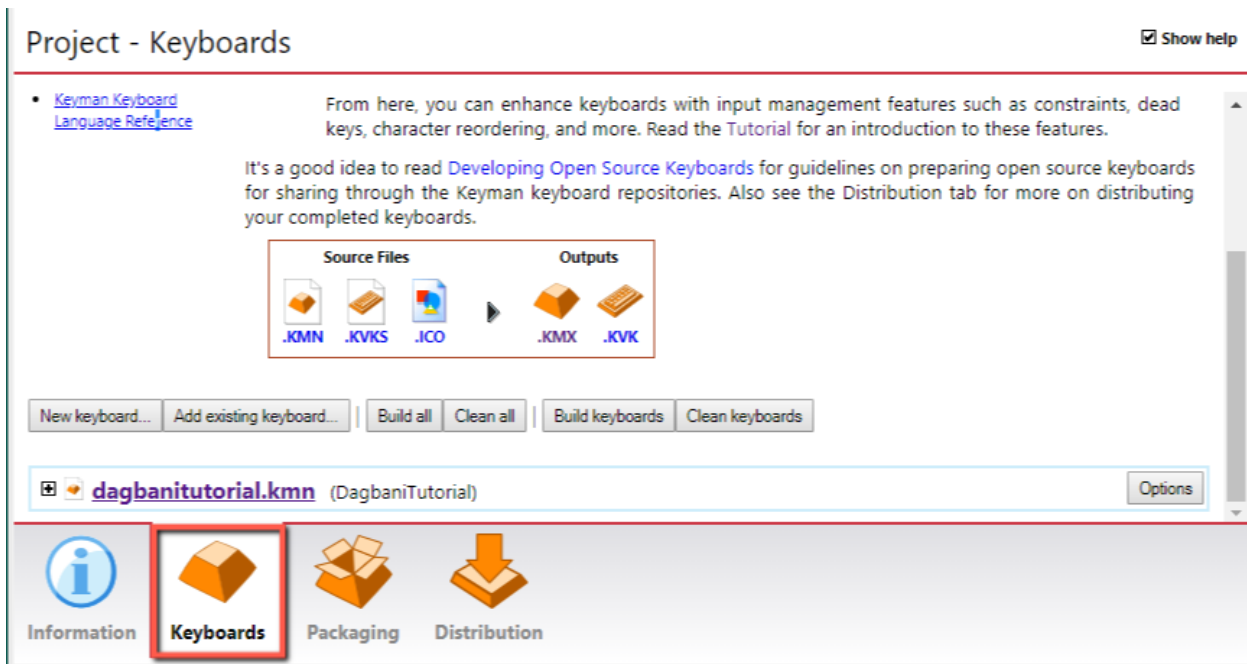 Project - Keyboards
Show help
• Keyman Keyboard
Language Reference
From here, you can enhance keyboards with input management features such as constraints, dead
keys, character reordering, and more. Read the Tutorial for an introduction to these features.
It's a good idea to read Developing Open Source Keyboards for guidelines on preparing open source keyboards
for sharing through the Keyman keyboard repositories. Also see the Distribution tab for more on distributing
your completed keyboards.
Source Files Outputs
.KMN .KVKS .ICO .KMX .KVK
New keyboard... Add existing keyboard... | Build all Clean all | Build keyboards Clean keyboards
dagbanitutorial.kmn (DagbaniTutorial) Options
Information Keyboards Packaging Distribution